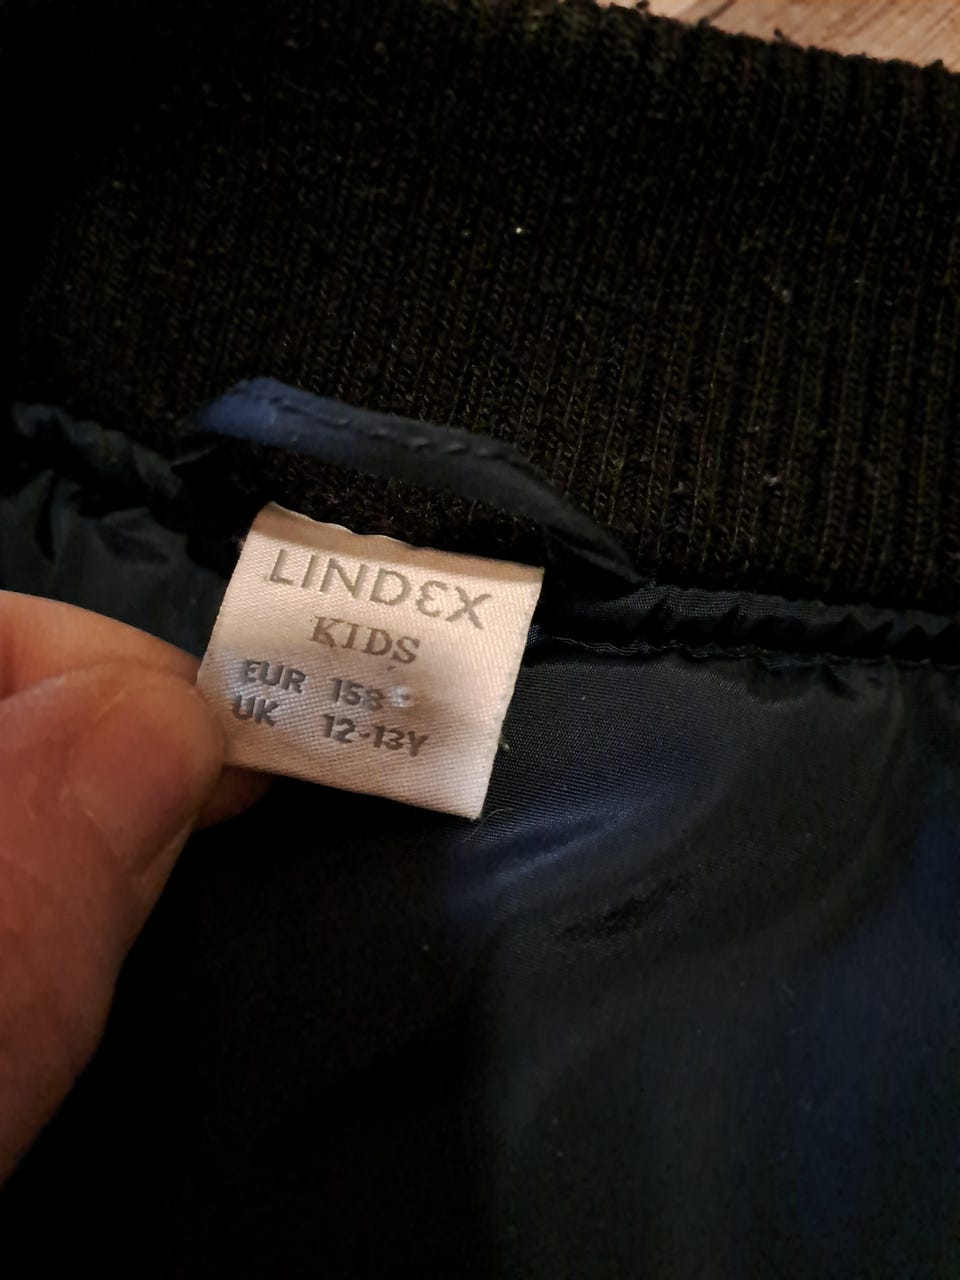 LINDEX
KIDS
EUR 158
UK 12-13Y